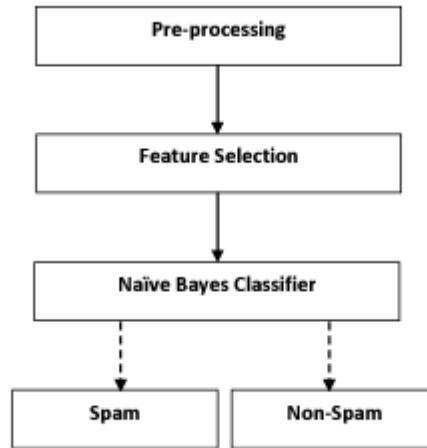 Pre-processing
Feature Selection
Naïve Bayes Classifier
Spam
Non-Spam